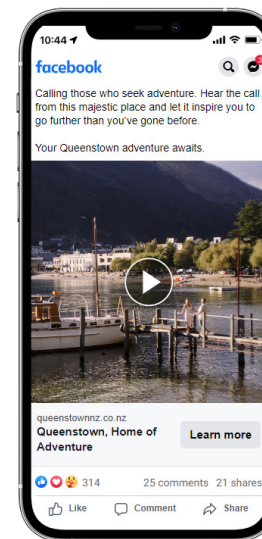 10:44
facebook
Calling those who seek adventure. Hear the call
from this majestic place and let it inspire you to
go further than you've gone before.
Your Queenstown adventure awaits.
queenstownnz.co.nz
Queenstown, Home of
Adventure
Learn more
314
25 comments 21 shares
Like
Comment
Share